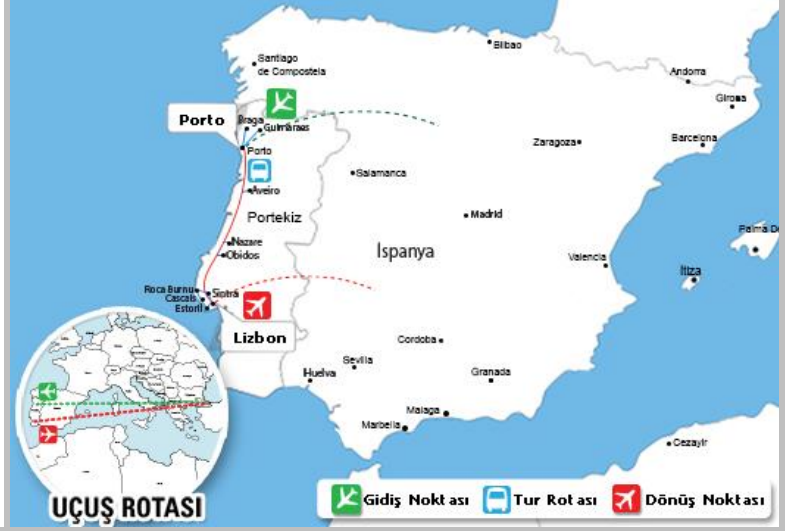 Bilbao
Santiago
de Compostela
Andorra
Girona
Porto
Braga
Guimâraes
Porto
Zaragoza
Barcelona
Salamanca
Aveiro
Portekiz
Madrid
Palma De
Nazare
Obidos
İspanya
Valencia
İtiza
Roca Burnu
Sintra
Cascais
Estoril
Lizbon
Cordoba
Sevilla
Huelva
Granada
Malaga
Marbella
Cezayir
UÇUŞ ROTASI
Gidiş Noktası
Tur Rotası
Dönüş Noktası